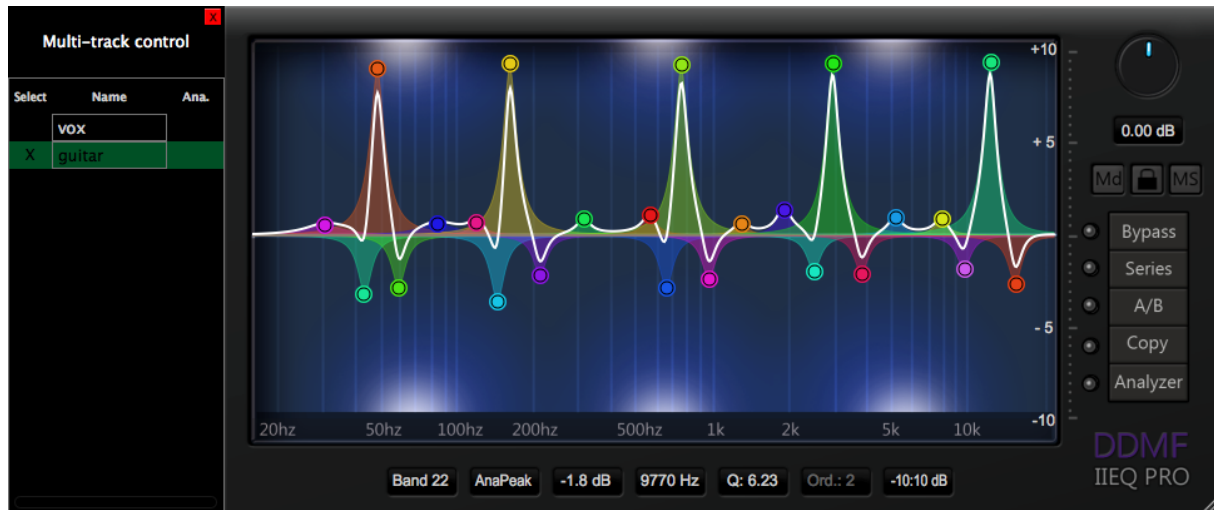 X
Multi-track control
Select Name Ana.
vox
X guitar
+10
+ 5
- 5
-10
20hz 50hz 100hz 200hz 500hz 1k 2k 5k 10k
Band 22 AnaPeak -1.8 dB 9770 Hz Q: 6.23 Ord.: 2 -10:10 dB
0.00 dB
Md MS
Bypass
Series
A/B
Copy
Analyzer
DDMF
IIEQ PRO